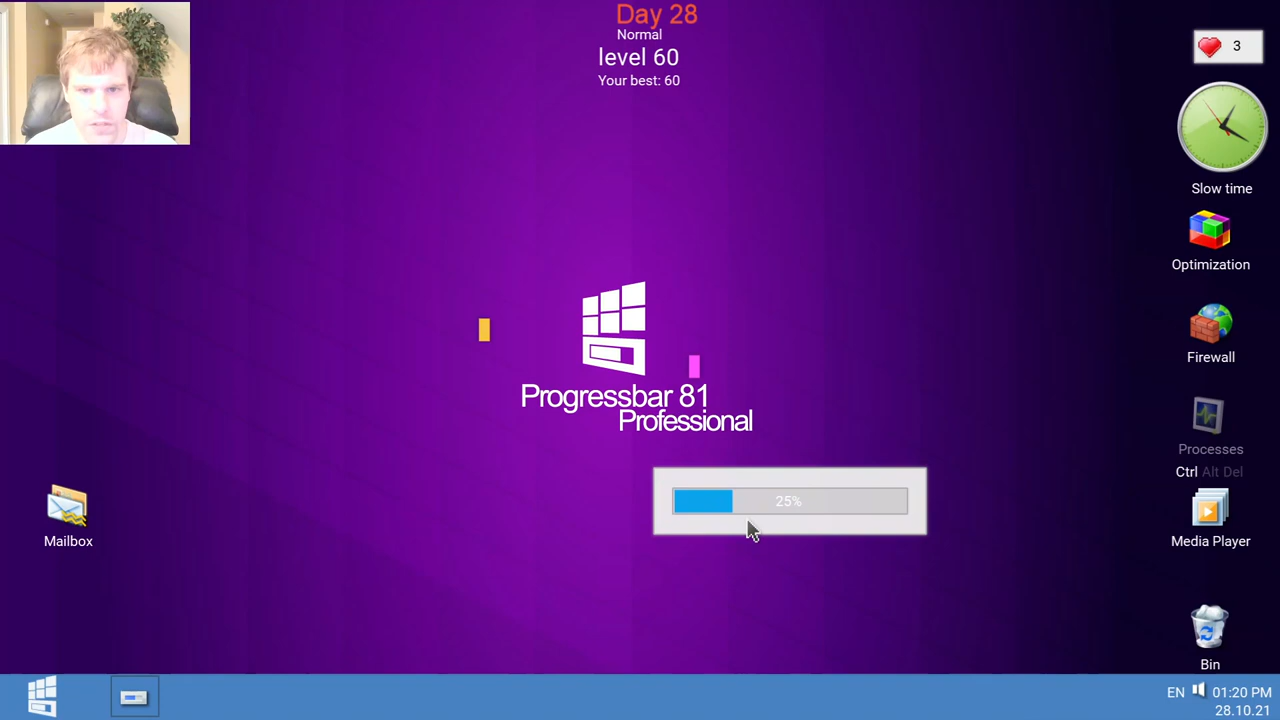 Day 28
Normal
level 60
Your best: 60
3
Slow time
Optimization
Firewall
Processes
Ctrl Alt Del
Media Player
Bin
Mailbox
Progressbar 81
Professional
25%
EN 01:20 PM
28.10.21